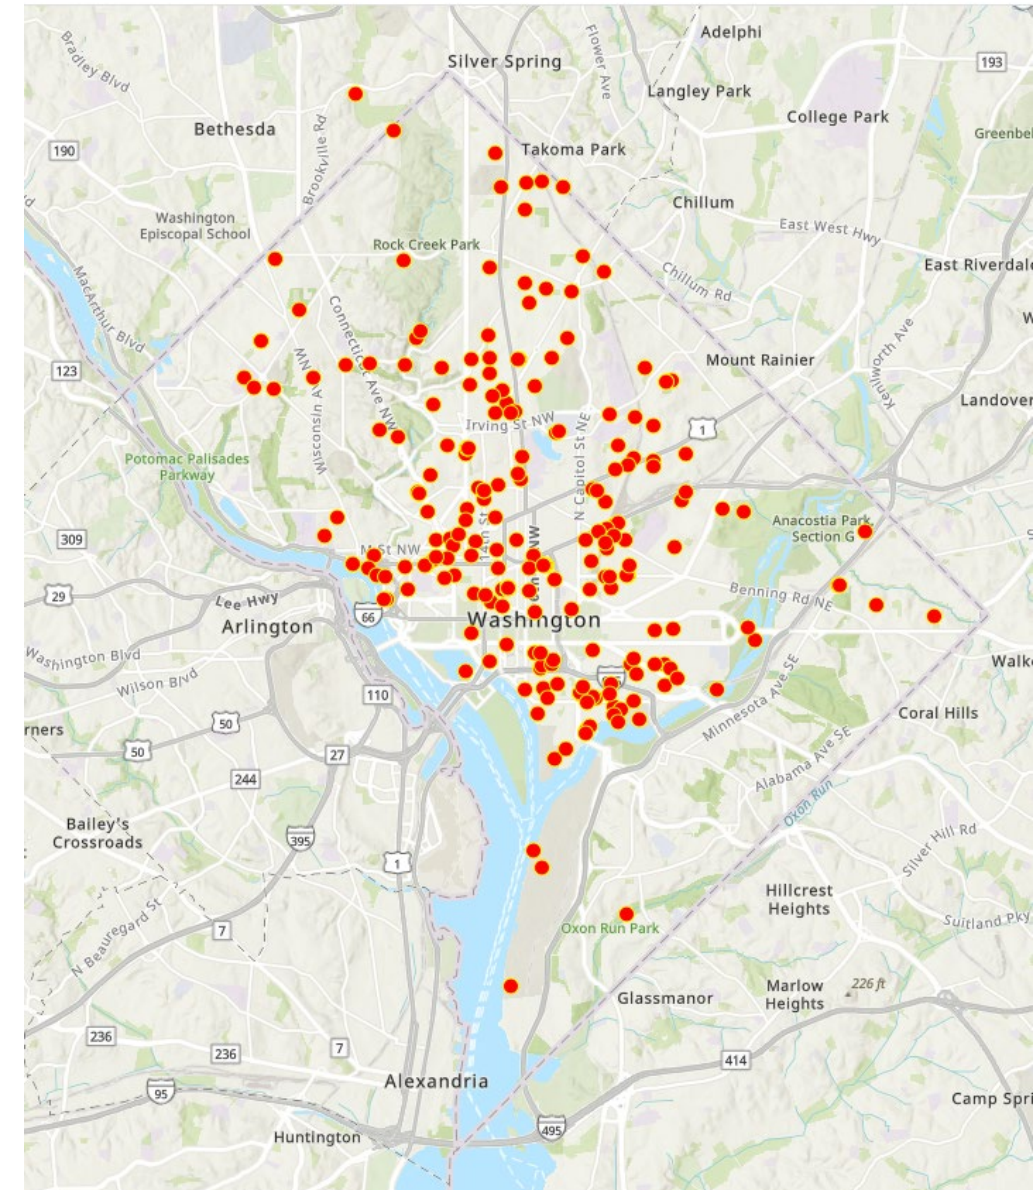 Adelphi
Silver Spring
193
Bradley Blvd
Flower Ave
Langley Park
College Park
Bethesda
Brookville Rd
Greenbel
190
Takoma Park
Chillum
Washington
Episcopal School
East West Hwy
Rock Creek Park
East Riverdale
Chillum Rd
MacArthur Blvd
Connecticut Ave NW
Kenilworth Ave
Mount Rainier
123
Wisconsin A
NW
Landover
Irving St NW
1
N Capitol St NE
Potomac Palisades
Parkway
14th St
NW
Anacostia Park,
Section G
309
M St NW
29
Lee Hwy
66
Benning Rd NE
Arlington
Washington
Washington Blvd
Walke
Wilson Blvd
110
Minnesota Ave SE
50
Coral Hills
rners
50
27
Alabama Ave SE
244
Oxon Run
Bailey's
Crossroads
395
1
Silver Hill Rd
Hillcrest
Heights
N Beauregard St
7
Suitland Pky
Oxon Run Park
226 ft
Marlow
Heights
Glassmanor
236
236
7
414
Alexandria
95
Camp Spri
495
Huntington